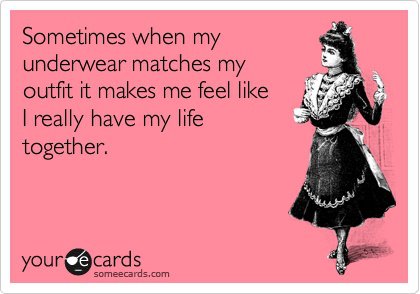 Sometimes when my
underwear matches my
outfit it makes me feel like
I really have my life
together.
your e cards
someecards.com